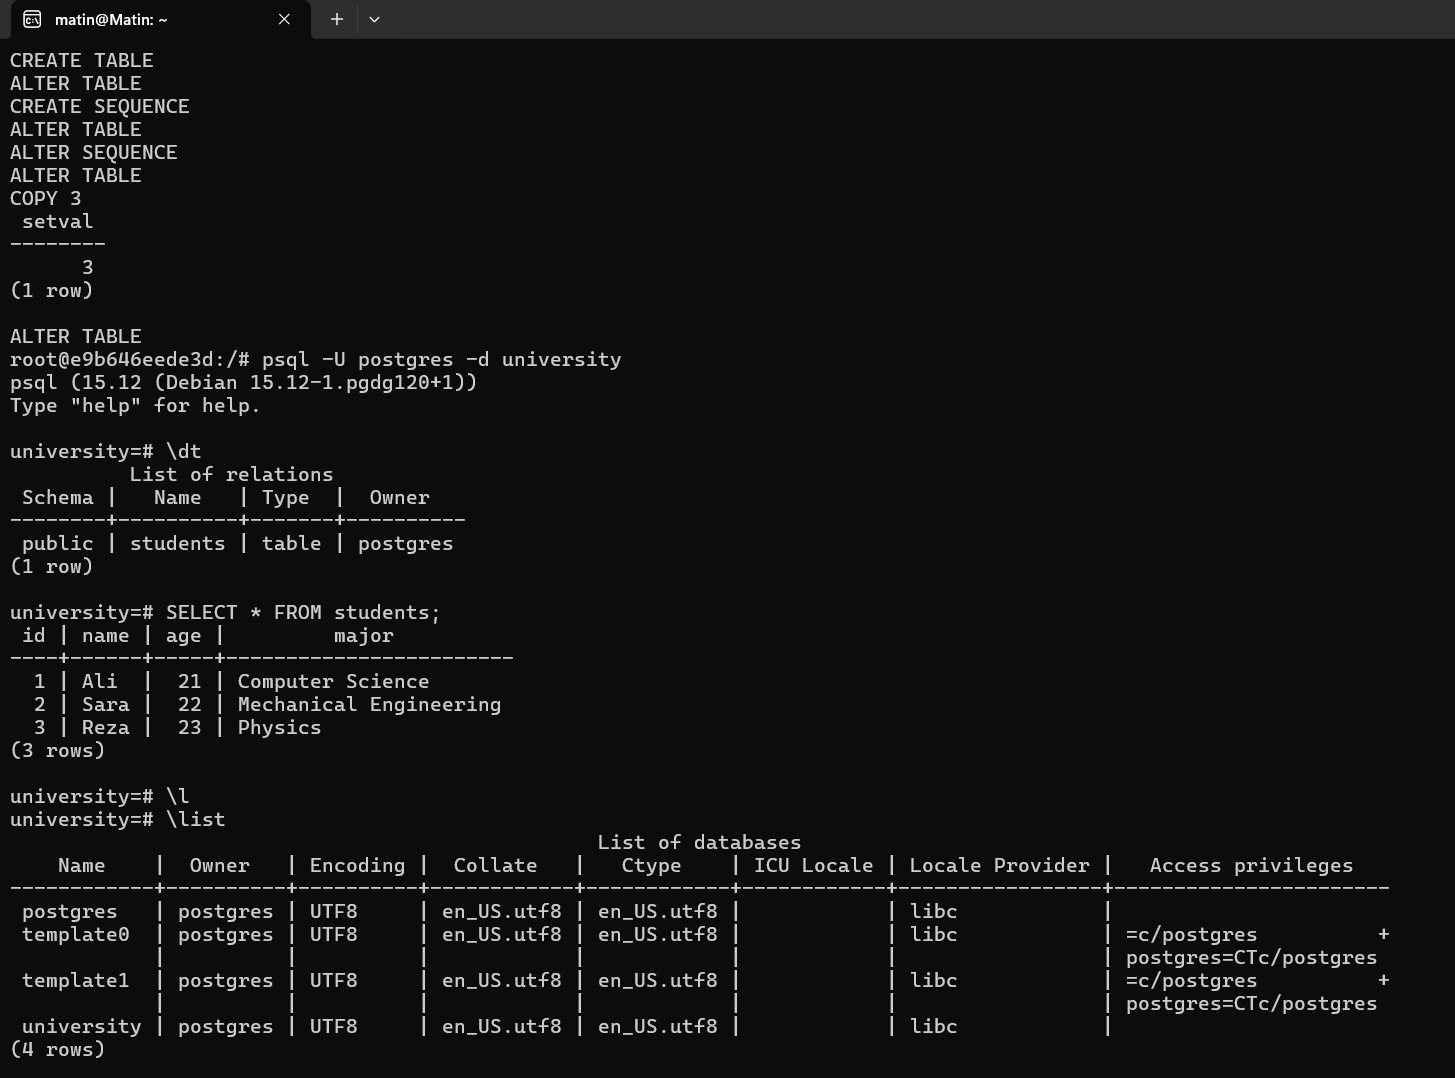 matin@Matin: ~
CREATE TABLE
ALTER TABLE
CREATE SEQUENCE
ALTER TABLE
ALTER SEQUENCE
ALTER TABLE
COPY 3
 setval
--------
      3
(1 row)

ALTER TABLE
root@e9b646eede3d:/# psql -U postgres -d university
psql (15.12 (Debian 15.12-1.pgdg120+1))
Type "help" for help.

university=# \dt
          List of relations
 Schema |   Name   | Type  |  Owner
--------+----------+-------+----------
 public | students | table | postgres
(1 row)

university=# SELECT * FROM students;
 id | name | age |         major
----+------+-----+------------------------
  1 | Ali  |  21 | Computer Science
  2 | Sara |  22 | Mechanical Engineering
  3 | Reza |  23 | Physics
(3 rows)

university=# \l
university=# \list
                                                 List of databases
    Name    |  Owner   | Encoding |  Collate   |   Ctype    | ICU Locale | Locale Provider |   Access privileges
------------+----------+----------+------------+------------+------------+-----------------+-----------------------
 postgres   | postgres | UTF8     | en_US.utf8 | en_US.utf8 |            | libc            |
 template0  | postgres | UTF8     | en_US.utf8 | en_US.utf8 |            | libc            | =c/postgres          +
            |          |          |            |            |            |                 | postgres=CTc/postgres
 template1  | postgres | UTF8     | en_US.utf8 | en_US.utf8 |            | libc            | =c/postgres          +
            |          |          |            |            |            |                 | postgres=CTc/postgres
 university | postgres | UTF8     | en_US.utf8 | en_US.utf8 |            | libc            |
(4 rows)